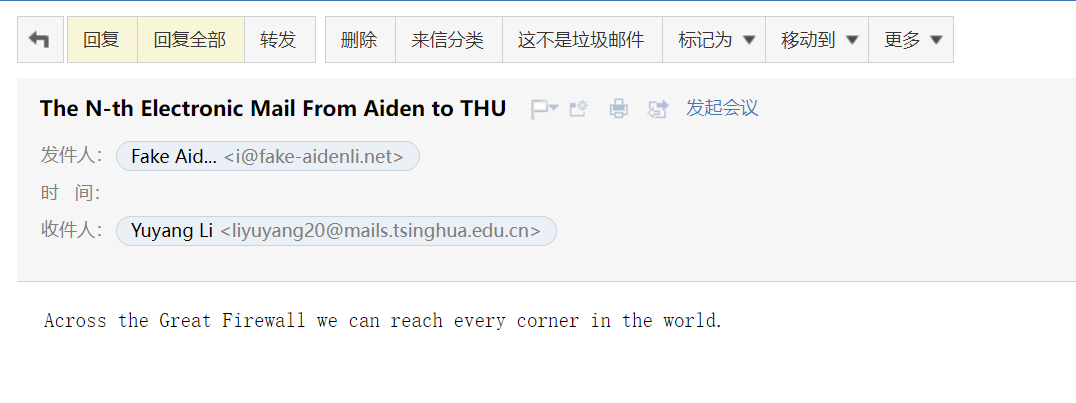 回复 回复全部 转发 删除 来信分类 这不是垃圾邮件 标记为 移动到 更多
The N-th Electronic Mail From Aiden to THU 发起会议
发件人: Fake Aid... <i@fake-aidenli.net>
时 间:
收件人: Yuyang Li <liyuyang20@mails.tsinghua.edu.cn>
Across the Great Firewall we can reach every corner in the world.